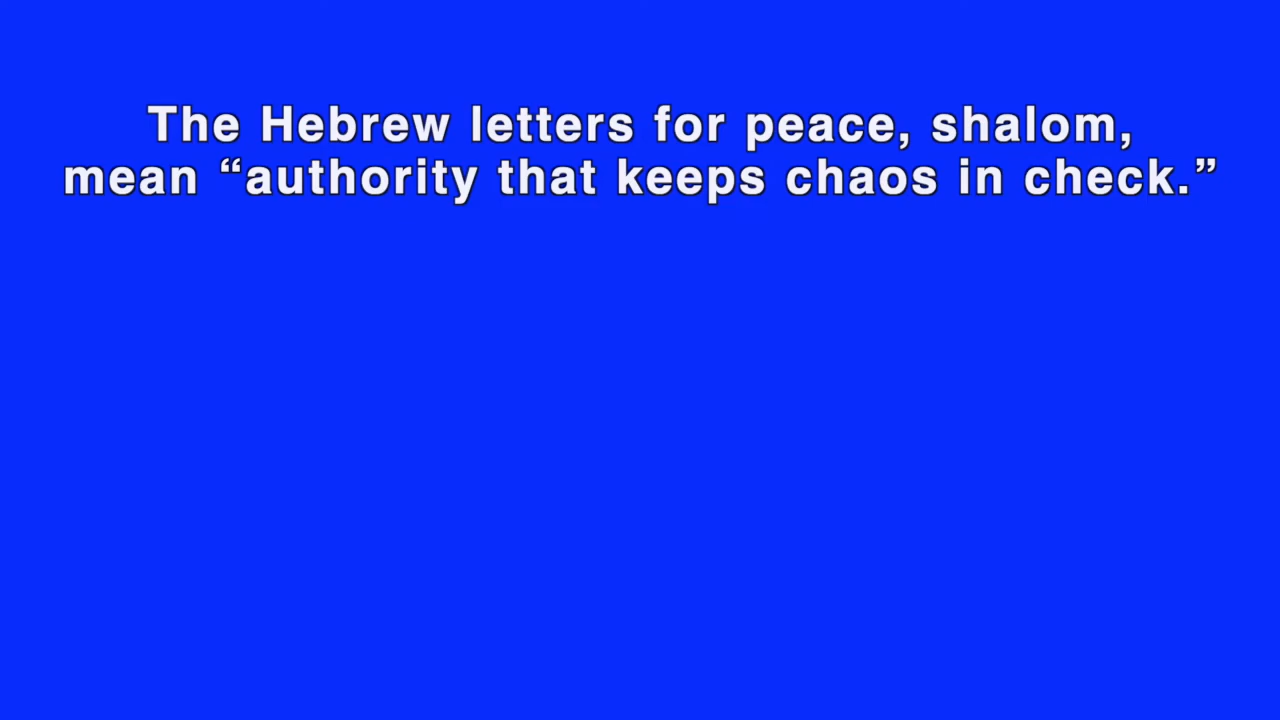 The Hebrew letters for peace, shalom,
mean “authority that keeps chaos in check.”